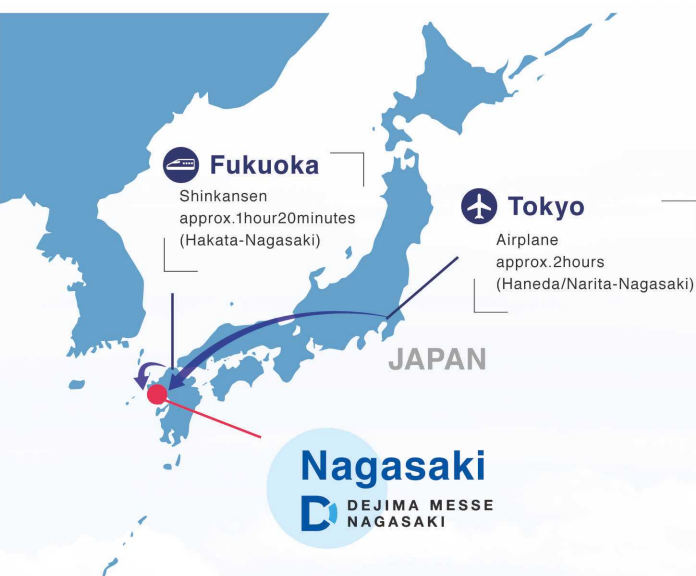 Fukuoka
Shinkansen
approx.1hour20minutes
(Hakata-Nagasaki)
Tokyo
Airplane
approx.2hours
(Haneda/Narita-Nagasaki)
JAPAN
Nagasaki
DEJIMA MESSE
NAGASAKI